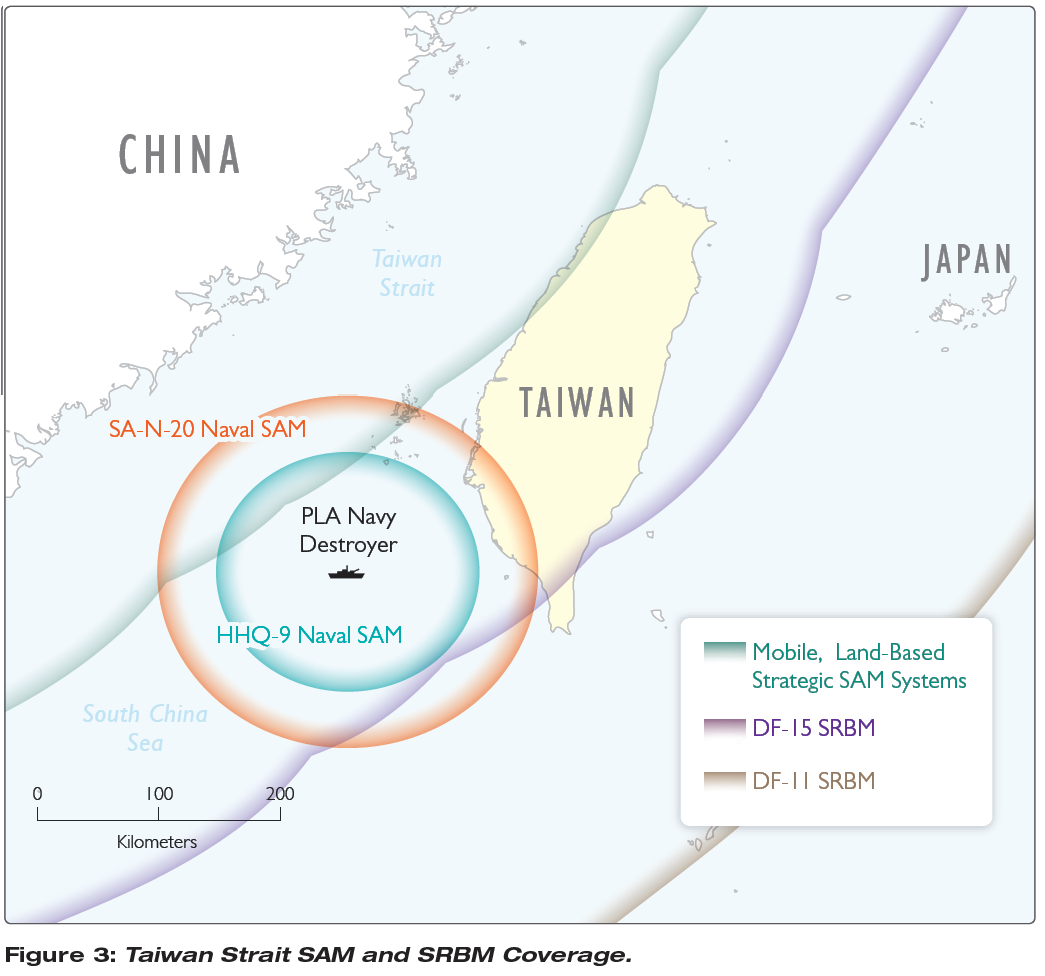 CHINA
Taiwan
Strait
JAPAN
TAIWAN
SA-N-20 Naval SAM
PLA Navy
Destroyer
HHQ-9 Naval SAM
South China
Sea
0 100 200
Kilometers
Mobile, Land-Based
Strategic SAM Systems
DF-15 SRBM
DF-11 SRBM
Figure 3: Taiwan Strait SAM and SRBM Coverage.